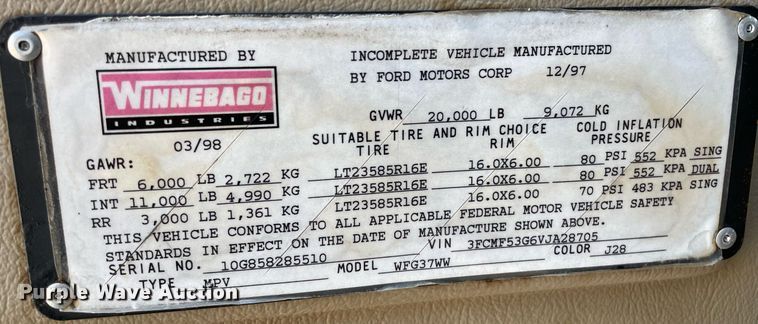 MANUFACTURED BY
WINNEBAGO
INDUSTRIES
03/98
INCOMPLETE VEHICLE MANUFACTURED
BY FORD MOTORS CORP 12/97
GVWR 20,000 LB 9,072 KG
SUITABLE TIRE AND RIM CHOICE COLD INFLATION
GAWR: TIRE RIM PRESSURE
FRT 6,000 LB 2,722 KG LT23585R16E 16.0X6.00 80 PSI 552 KPA SING
INT 11,000 LB 4,990 KG LT23585R16E 16.0X6.00 80 PSI 552 KPA DUAL
RR 3,000 LB 1,361 KG LT23585R16E 16.0X6.00 70 PSI 483 KPA SING
THIS VEHICLE CONFORMS TO ALL APPLICABLE FEDERAL MOTOR VEHICLE SAFETY
STANDARDS IN EFFECT ON THE DATE OF MANUFACTURE SHOWN ABOVE.
VIN 3FCMF53G6VJA28705
SERIAL NO. 10G858285510 MODEL WFG37WW COLOR J28
TYPE MPV
Purple Wave Auction